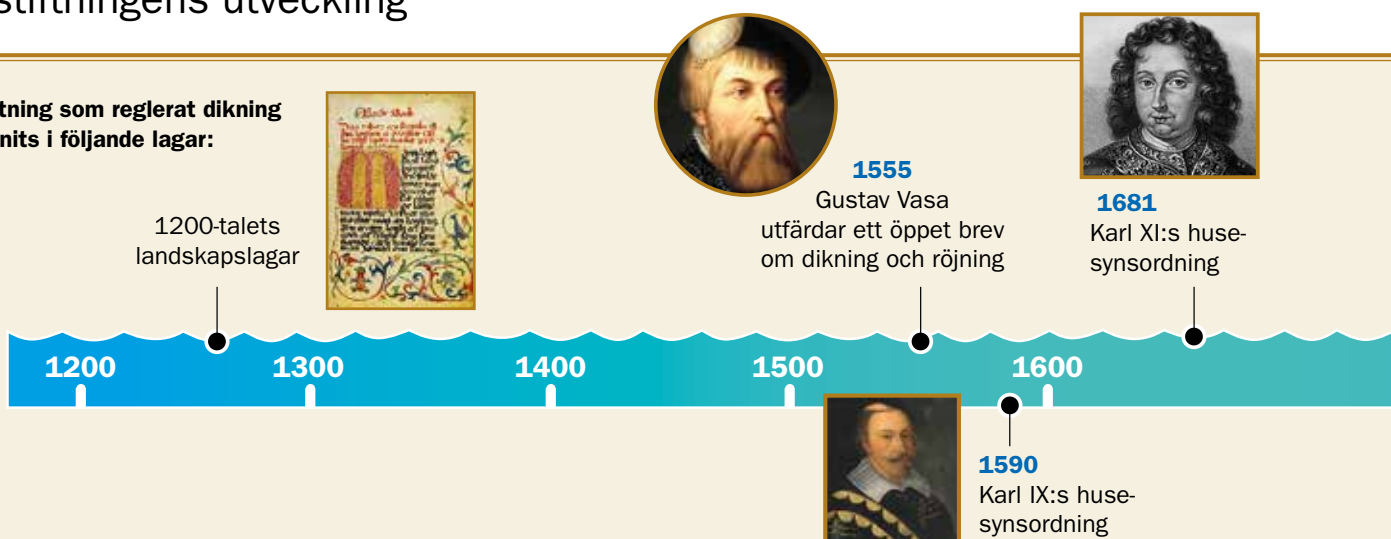 stiftningens utveckling
tning som reglerat dikning
nits i följande lagar:
1200-talets
landskapslagar
1555
Gustav Vasa
utfärdar ett öppet brev
om dikning och röjning
1681
Karl XI:s huse-
synsordning
1200
1300
1400
1500
1600
1590
Karl IX:s huse-
synsordning